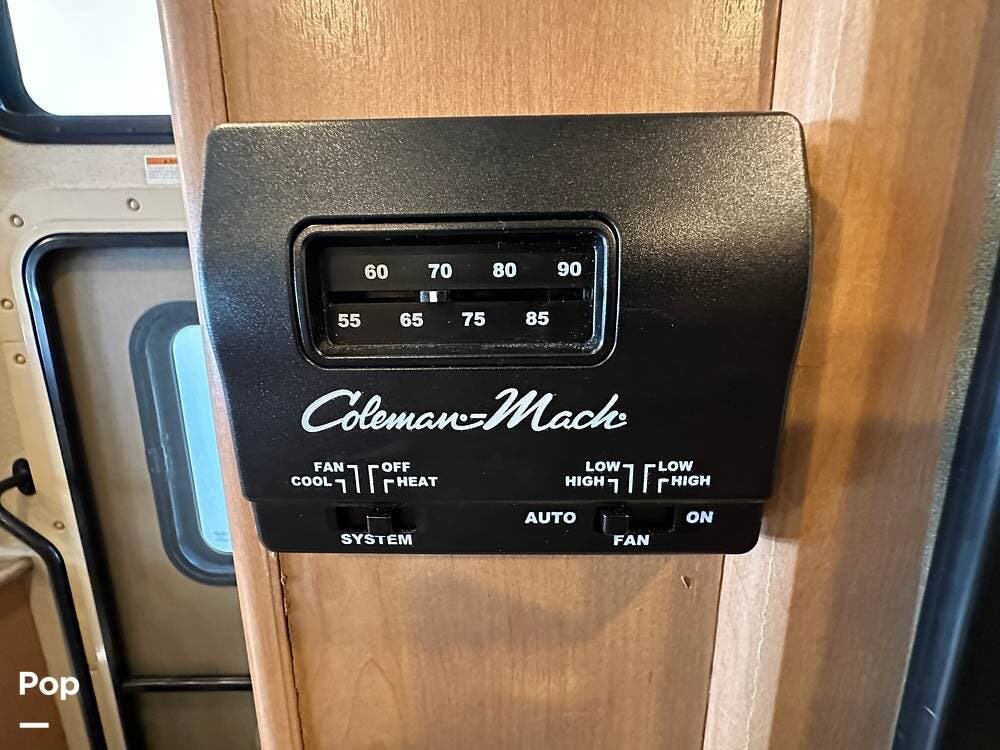 60 70 80 90
55 65 75 85
Coleman-Mach
FAN OFF
COOL HEAT
LOW LOW
HIGH HIGH
AUTO ON
SYSTEM FAN
Pop